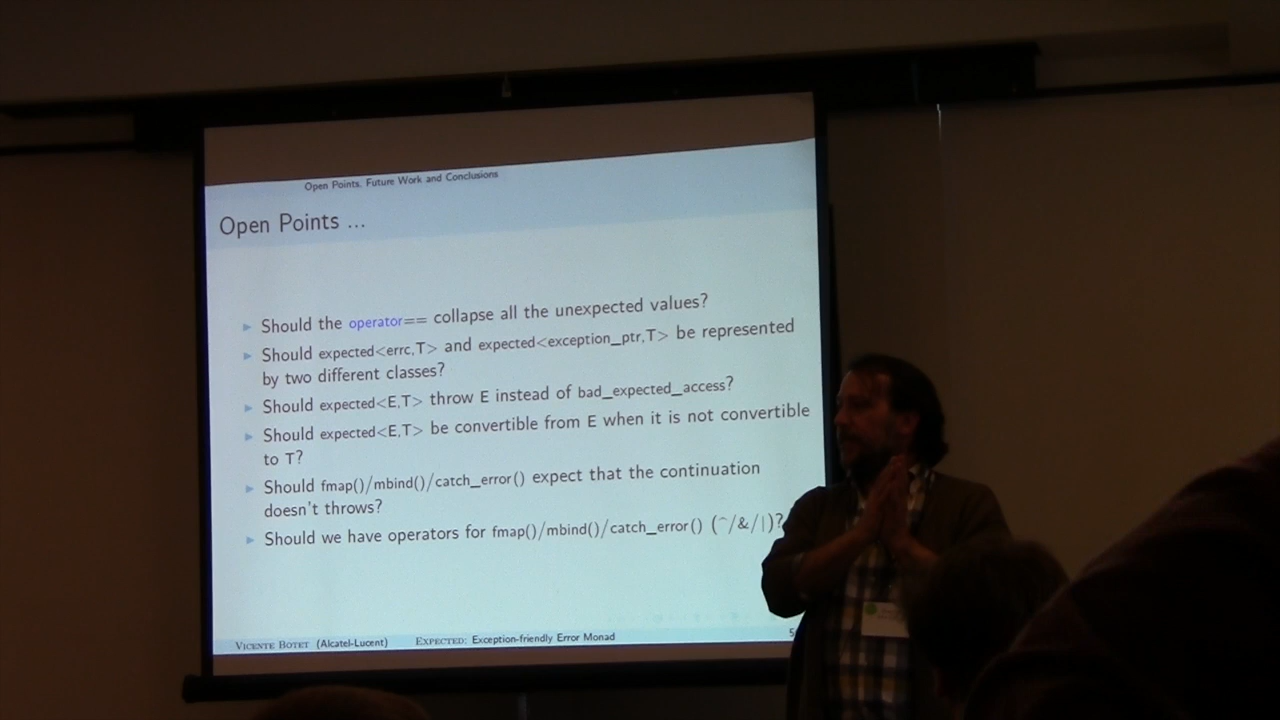 Open Points. Future Work and Conclusions
Open Points ...
Should the operator== collapse all the unexpected values?
Should expected<errc,T> and expected<exception_ptr,T> be represented
by two different classes?
Should expected<E,T> throw E instead of bad_expected_access?
Should expected<E,T> be convertible from E when it is not convertible
to T?
Should fmap()/mbind()/catch_error() expect that the continuation
doesn't throws?
Should we have operators for fmap()/mbind()/catch_error() (^/&/|)?
Vicente Botet (Alcatel-Lucent) Expected: Exception-friendly Error Monad